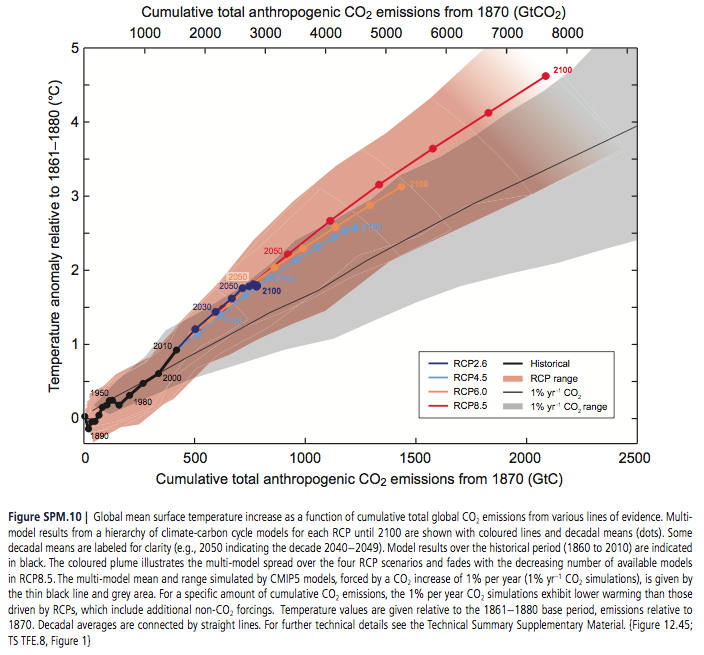 Cumulative total anthropogenic CO2 emissions from 1870 (GtCO2)
1000 2000 3000 4000 5000 6000 7000 8000
5
4
3
2
1
0
Temperature anomaly relative to 1861–1880 (°C)
2100
2100
2050
2050
2050
2100
2030
2010
2000
1980
1950
1890
RCP2.6
RCP4.5
RCP6.0
RCP8.5
Historical
RCP range
1% yr-1 CO2
1% yr-1 CO2 range
0 500 1000 1500 2000 2500
Cumulative total anthropogenic CO2 emissions from 1870 (GtC)
Figure SPM.10 | Global mean surface temperature increase as a function of cumulative total global CO2 emissions from various lines of evidence. Multi-
model results from a hierarchy of climate-carbon cycle models for each RCP until 2100 are shown with coloured lines and decadal means (dots). Some
decadal means are labeled for clarity (e.g., 2050 indicating the decade 2040−2049). Model results over the historical period (1860 to 2010) are indicated
in black. The coloured plume illustrates the multi-model spread over the four RCP scenarios and fades with the decreasing number of available models
in RCP8.5. The multi-model mean and range simulated by CMIP5 models, forced by a CO2 increase of 1% per year (1% yr-1 CO2 simulations), is given by
the thin black line and grey area. For a specific amount of cumulative CO2 emissions, the 1% per year CO2 simulations exhibit lower warming than those
driven by RCPs, which include additional non-CO2 forcings. Temperature values are given relative to the 1861−1880 base period, emissions relative to
1870. Decadal averages are connected by straight lines. For further technical details see the Technical Summary Supplementary Material. {Figure 12.45;
TS TFE.8, Figure 1}